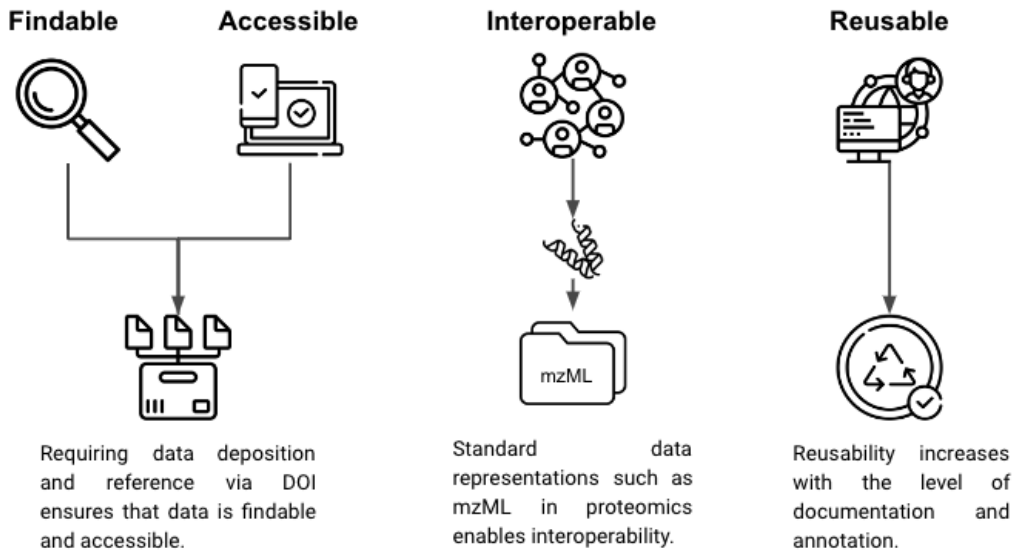 Findable
Accessible
Interoperable
Reusable
mzML
Requiring data deposition
and reference via DOI
ensures that data is findable
and accessible.
Standard data
representations such as
mzML in proteomics
enables interoperability.
Reusability increases
with the level of
documentation and
annotation.